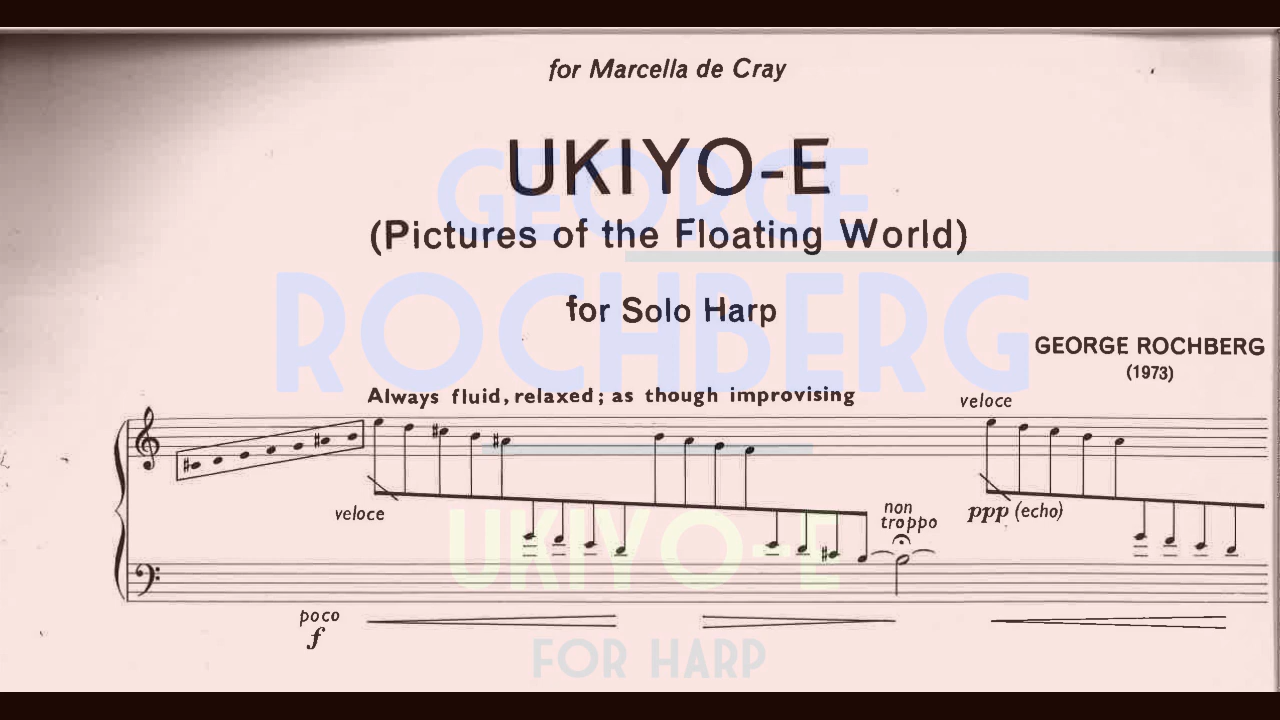 for Marcella de Cray
UKIYO-E
(Pictures of the Floating World)
for Solo Harp
GEORGE ROCHBERG
(1973)
Always fluid, relaxed; as though improvising
veloce
veloce
non
troppo
ppp (echo)
poco
f
GEORGE
ROCHBERG
UKIYO-E
FOR HARP